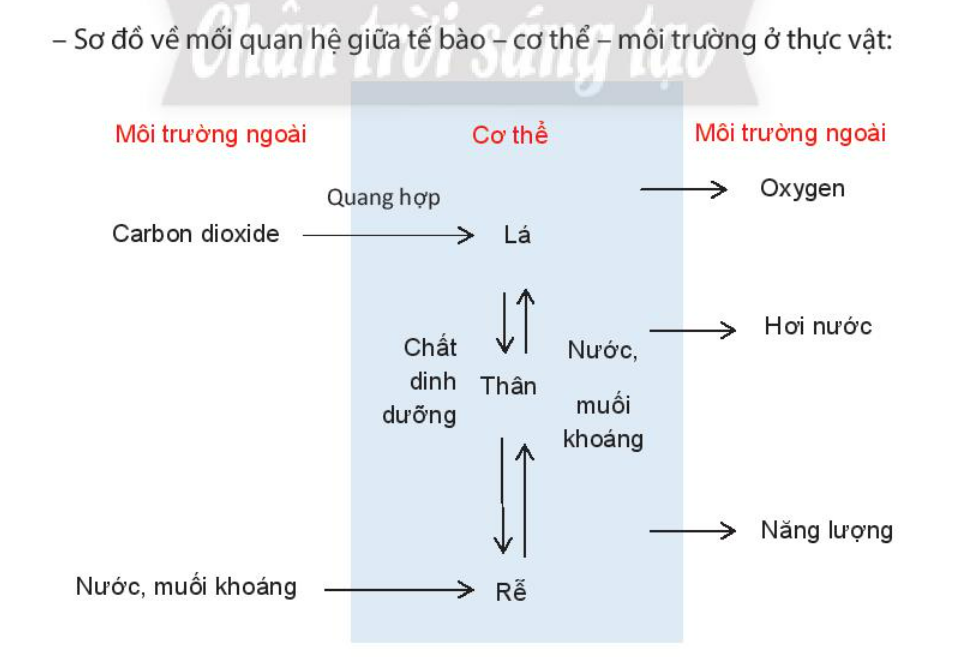 Chân trời sáng tạo
– Sơ đồ về mối quan hệ giữa tế bào – cơ thể – môi trường ở thực vật:
Môi trường ngoài
Cơ thể
Môi trường ngoài
Quang hợp
Oxygen
Carbon dioxide
Lá
Hơi nước
Chất
dinh
dưỡng
Thân
Nước,
muối
khoáng
Năng lượng
Nước, muối khoáng
Rễ